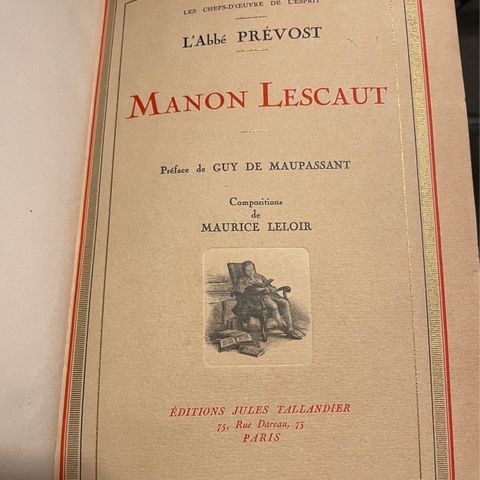 LES CHEFS-D'ŒUVRE DE L'ESPRIT
L'Abbé PRÉVOST
MANON LESCAUT
Préface de GUY DE MAUPASSANT
Compositions
de
MAURICE LELOIR
ÉDITIONS JULES TALLANDIER
75, Rue Dareau, 75
PARIS